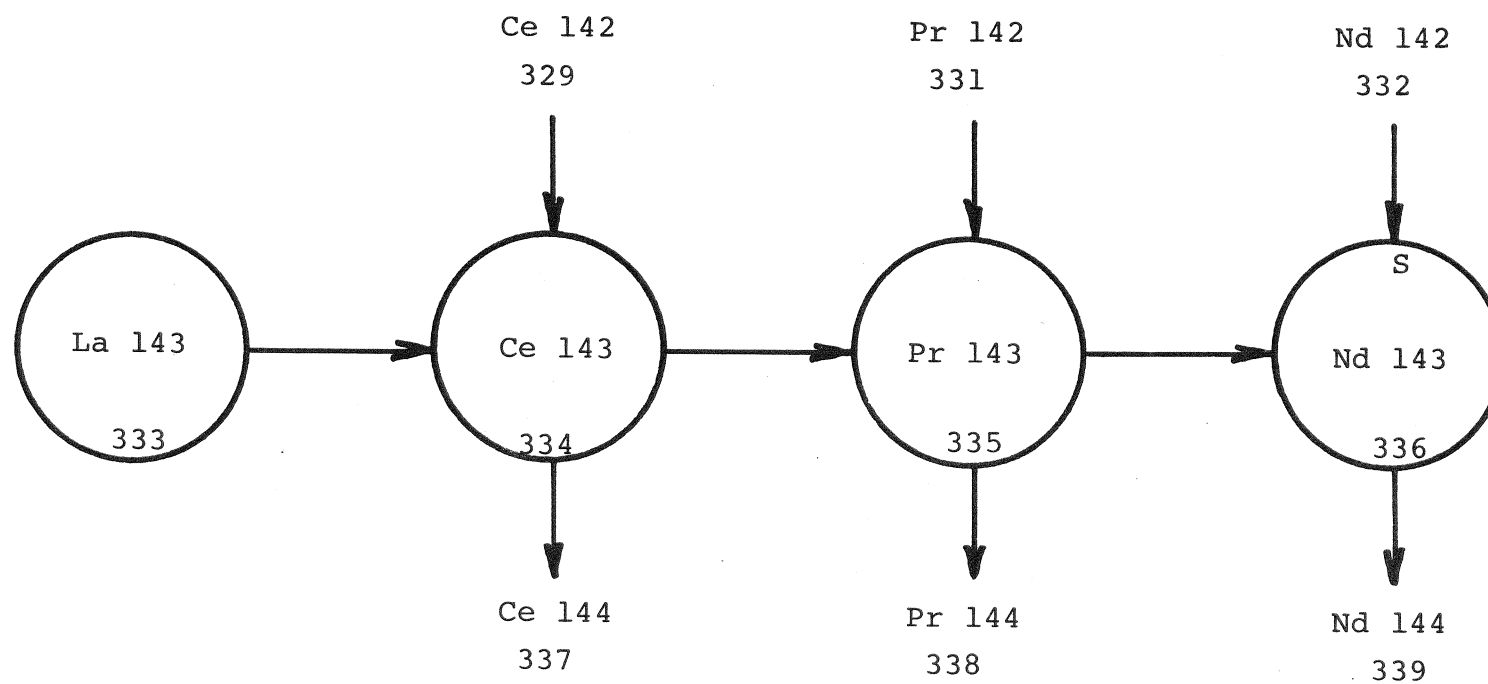 Ce 142
329
Pr 142
331
Nd 142
332
La 143
333
Ce 143
334
Pr 143
335
S
Nd 143
336
Ce 144
337
Pr 144
338
Nd 144
339